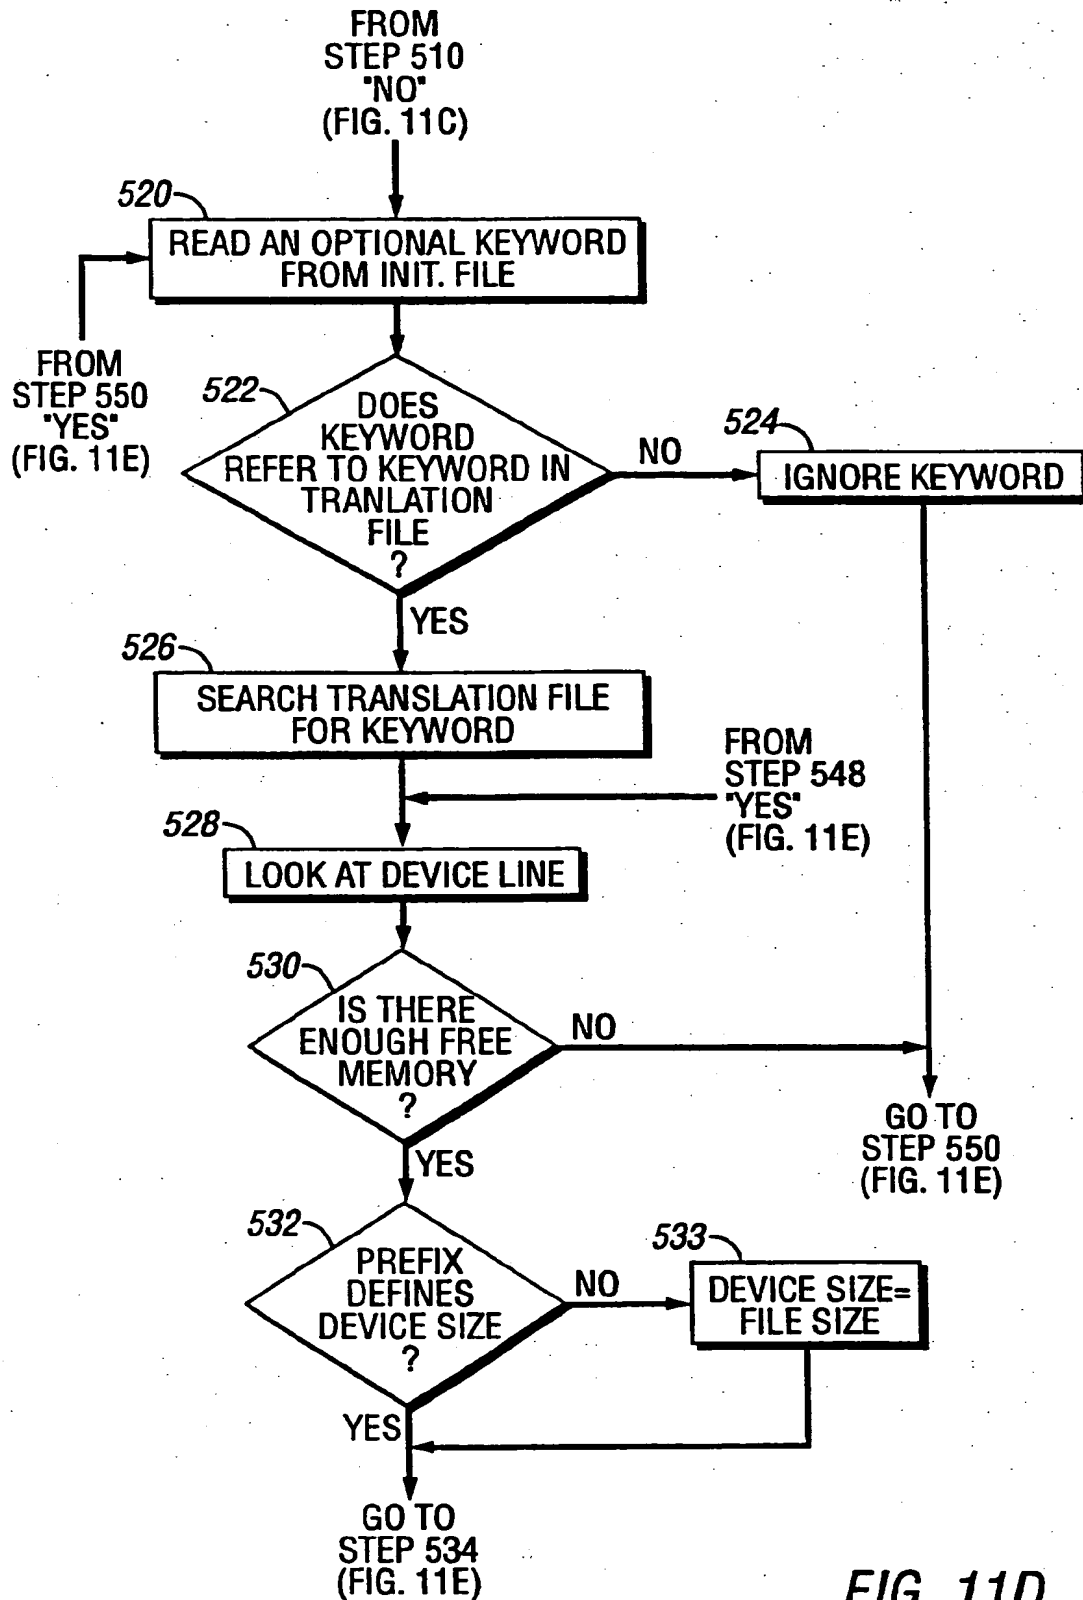 FROM
STEP 510
"NO"
(FIG. 11C)
520
READ AN OPTIONAL KEYWORD
FROM INIT. FILE
FROM
STEP 550
"YES"
(FIG. 11E)
522
DOES
KEYWORD
REFER TO KEYWORD IN
TRANLATION
FILE
?
NO
524
IGNORE KEYWORD
YES
526
SEARCH TRANSLATION FILE
FOR KEYWORD
FROM
STEP 548
"YES"
(FIG. 11E)
528
LOOK AT DEVICE LINE
530
IS THERE
ENOUGH FREE
MEMORY
?
NO
GO TO
STEP 550
(FIG. 11E)
YES
532
PREFIX
DEFINES
DEVICE SIZE
?
NO
533
DEVICE SIZE=
FILE SIZE
YES
GO TO
STEP 534
(FIG. 11E)
FIG. 11D